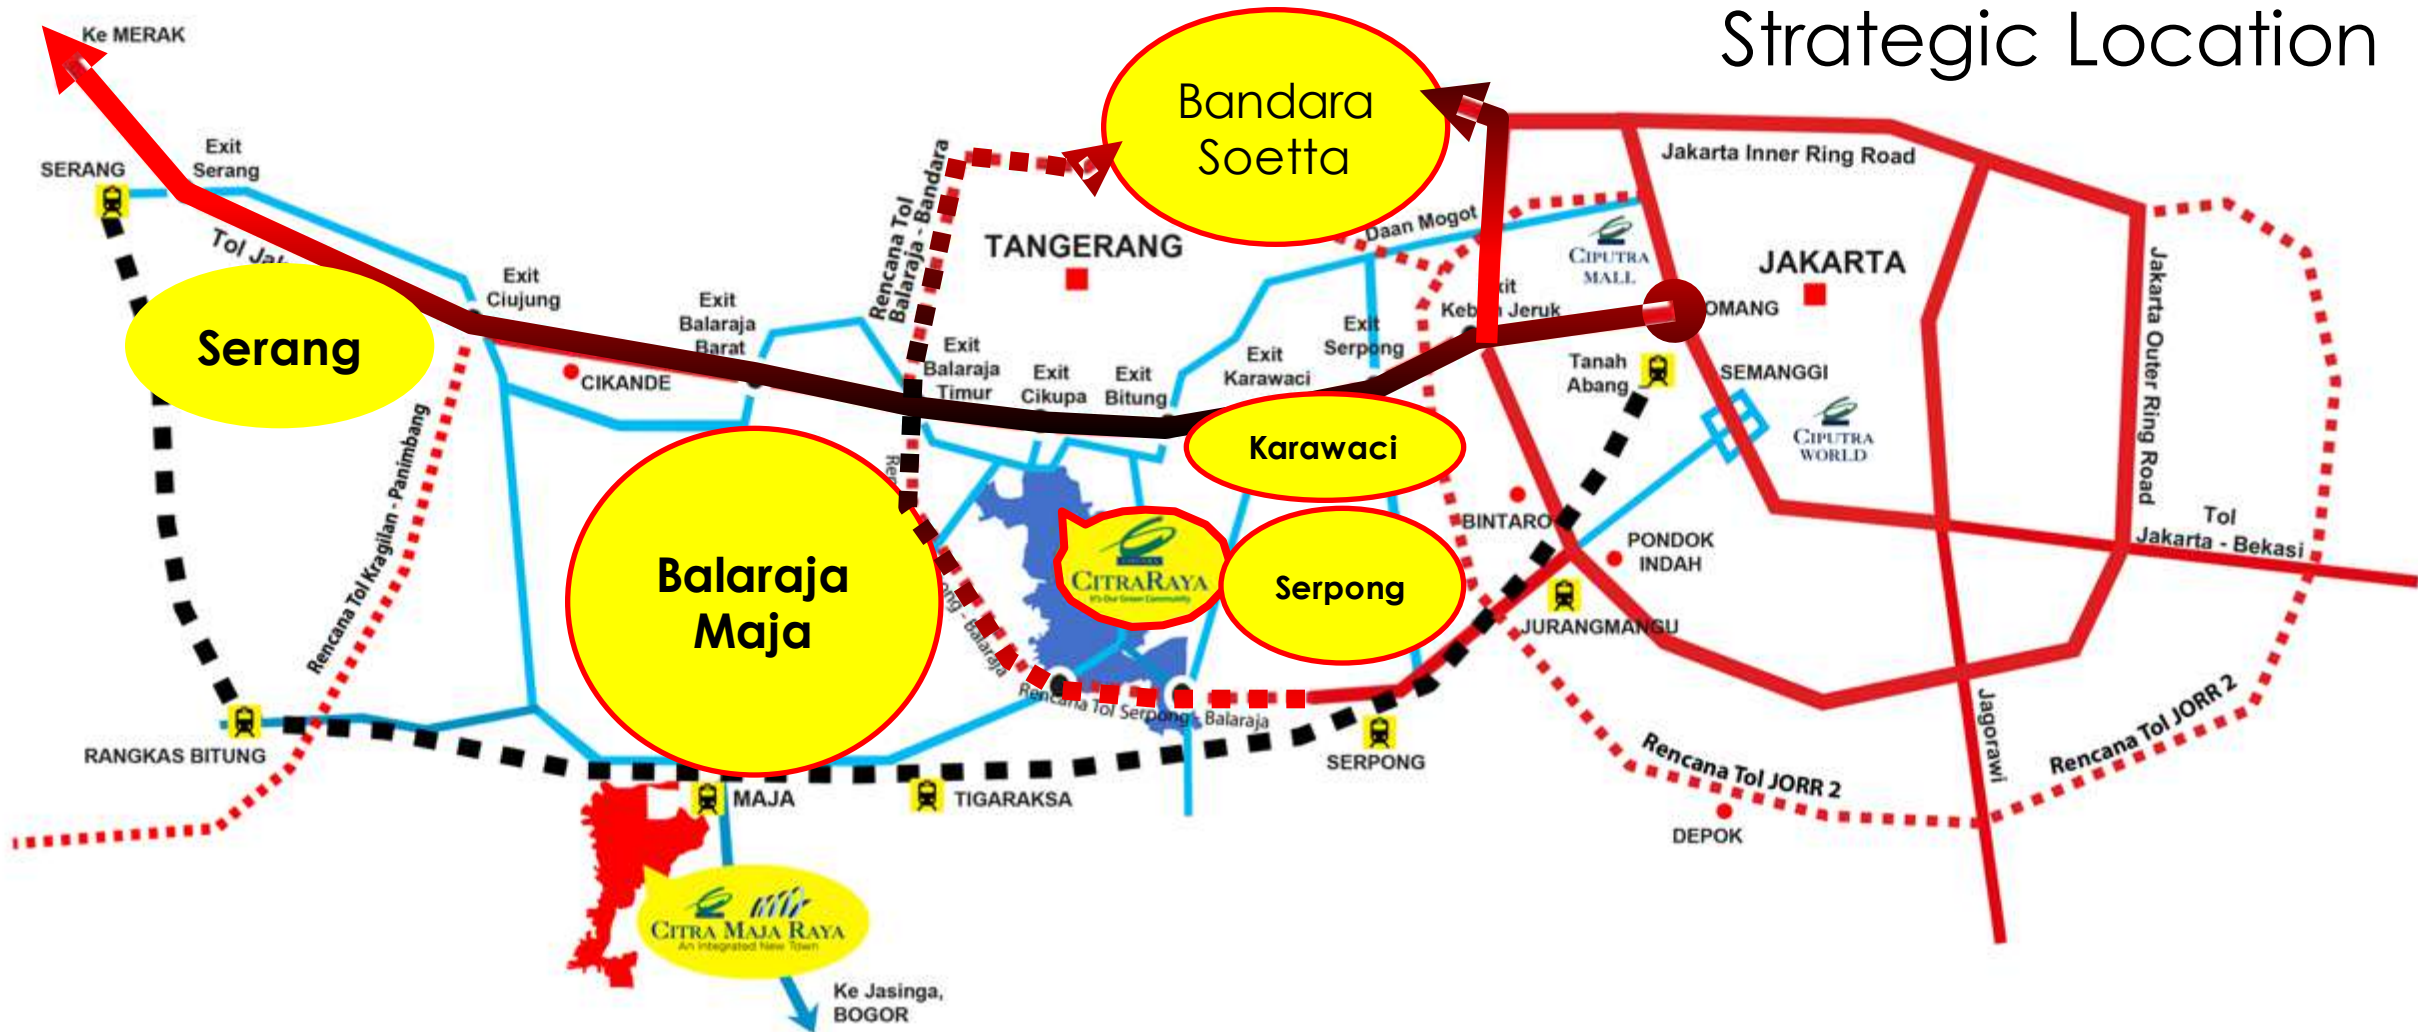 Strategic Location
Ke MERAK
Bandara
Soetta
Exit
Serang
SERANG
Jakarta Inner Ring Road
Rencana Tol
Balaraja - Bandara
Daan Mogot
TANGERANG
CIPUTRA
MALL
JAKARTA
Jakarta Outer Ring Road
Tol
Serang
Exit
Ciujung
Exit
Balaraja
Barat
CIKANDE
Exit
Balaraja
Timur
Exit
Cikupa
Exit
Bitung
Exit
Karawaci
Exit
Serpong
Jeruk
Tanah
Abang
SEMANGGI
CIPUTRA
WORLD
Karawaci
Rencana Tol Kragilan - Panimbang
Balaraja
Maja
CITRARAYA
It's Our Green Community
Serpong
BINTARO
PONDOK
INDAH
Tol
Jakarta - Bekasi
JURANGMANGU
- Balaraja
Rencana Tol Serpong - Balaraja
RANGKAS BITUNG
MAJA
TIGARAKSA
SERPONG
Rencana Tol JORR 2
Rencana Tol JORR 2
Jagorawi
DEPOK
CITRA MAJA RAYA
An Integrated New Town
Ke Jasinga,
BOGOR